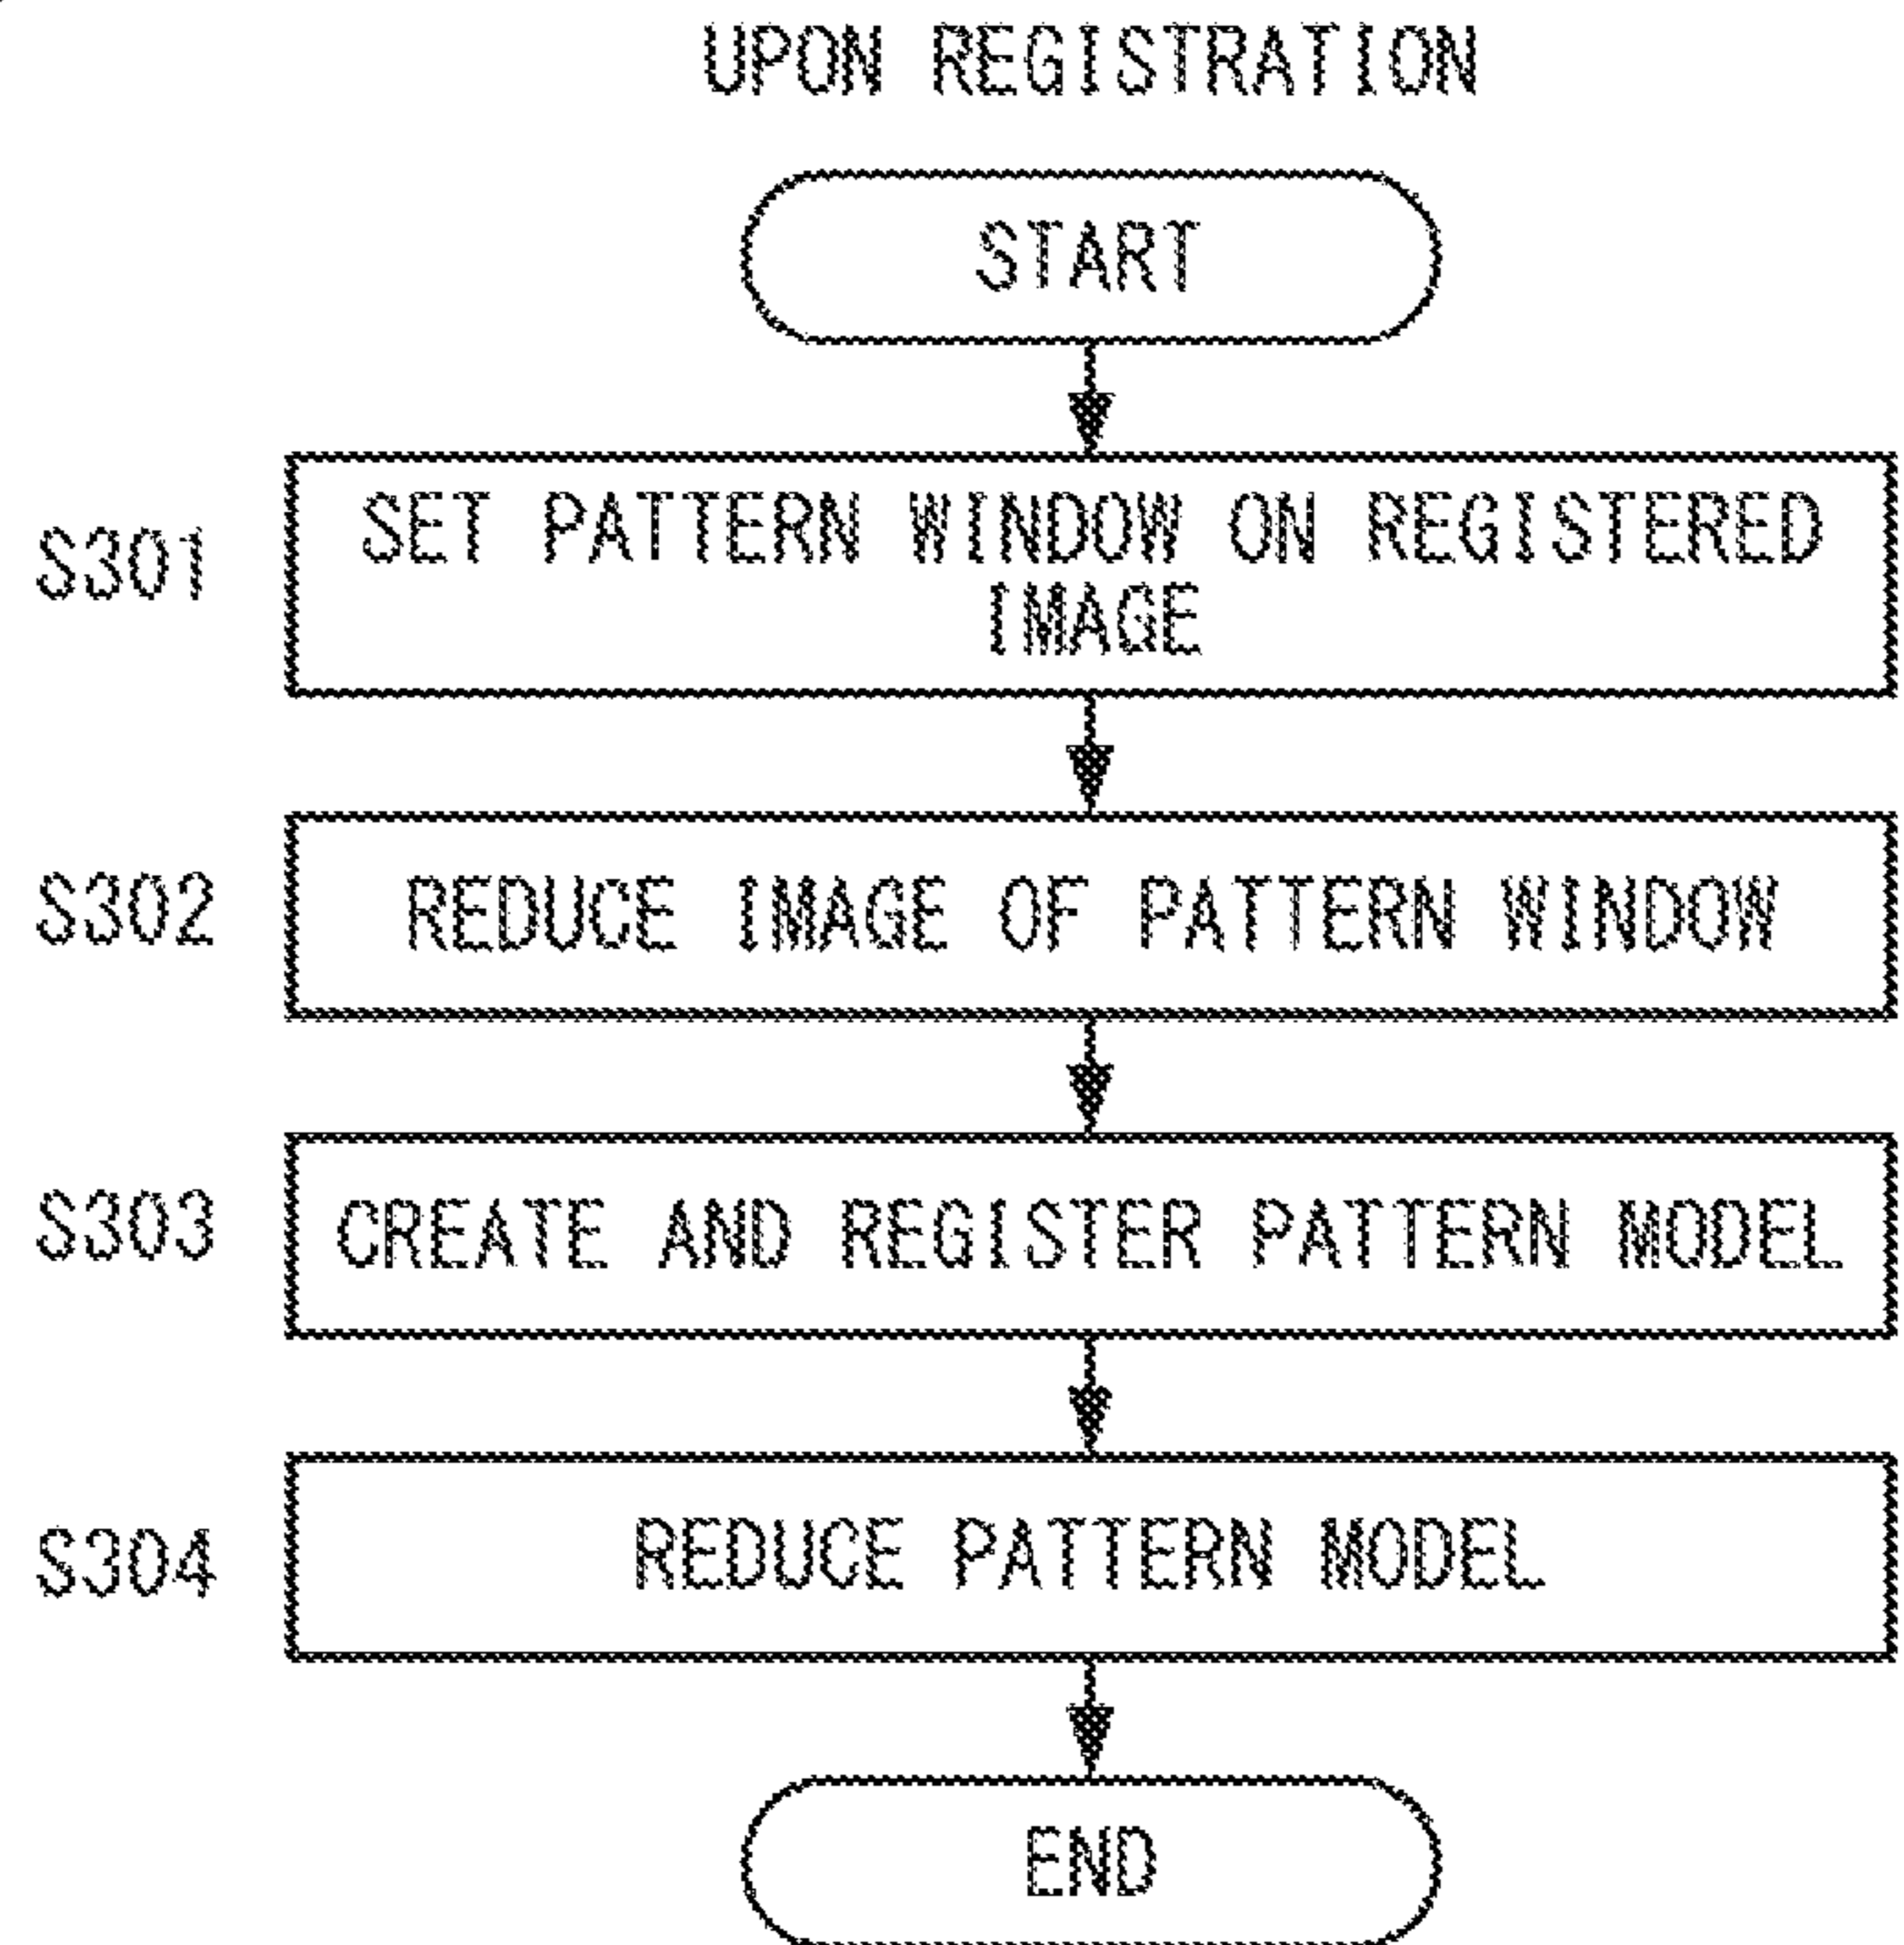 UPON REGISTRATION
START
S301
SET PATTERN WINDOW ON REGISTERED
IMAGE
S302
REDUCE IMAGE OF PATTERN WINDOW
S303
CREATE AND REGISTER PATTERN MODEL
S304
REDUCE PATTERN MODEL
END